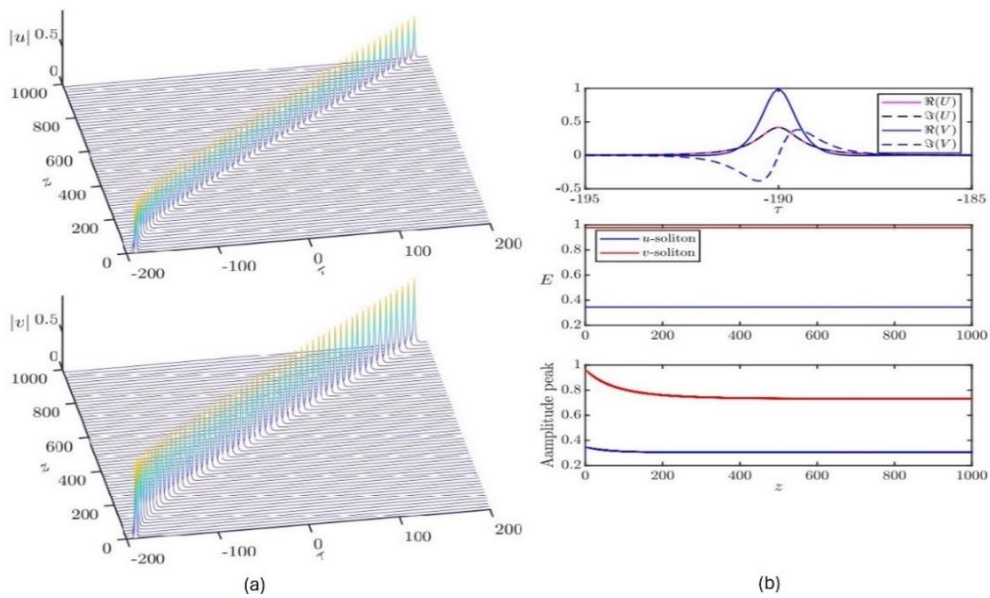 |u|
0.5
0
1000
800
600
400
200
0
z
-200
-100
0
100
200
τ
|v|
0.5
0
1000
800
600
400
200
0
z
-200
-100
0
100
200
τ
(a)
1
0.5
0
-0.5
-195
-190
-185
τ
ℜ(U)
ℑ(U)
ℜ(V)
ℑ(V)
1
0.8
0.6
0.4
0.2
E
u-soliton
v-soliton
0 200 400 600 800 1000
Aamplitude peak
1
0.8
0.6
0.4
0.2
0 200 400 600 800 1000
z
(b)